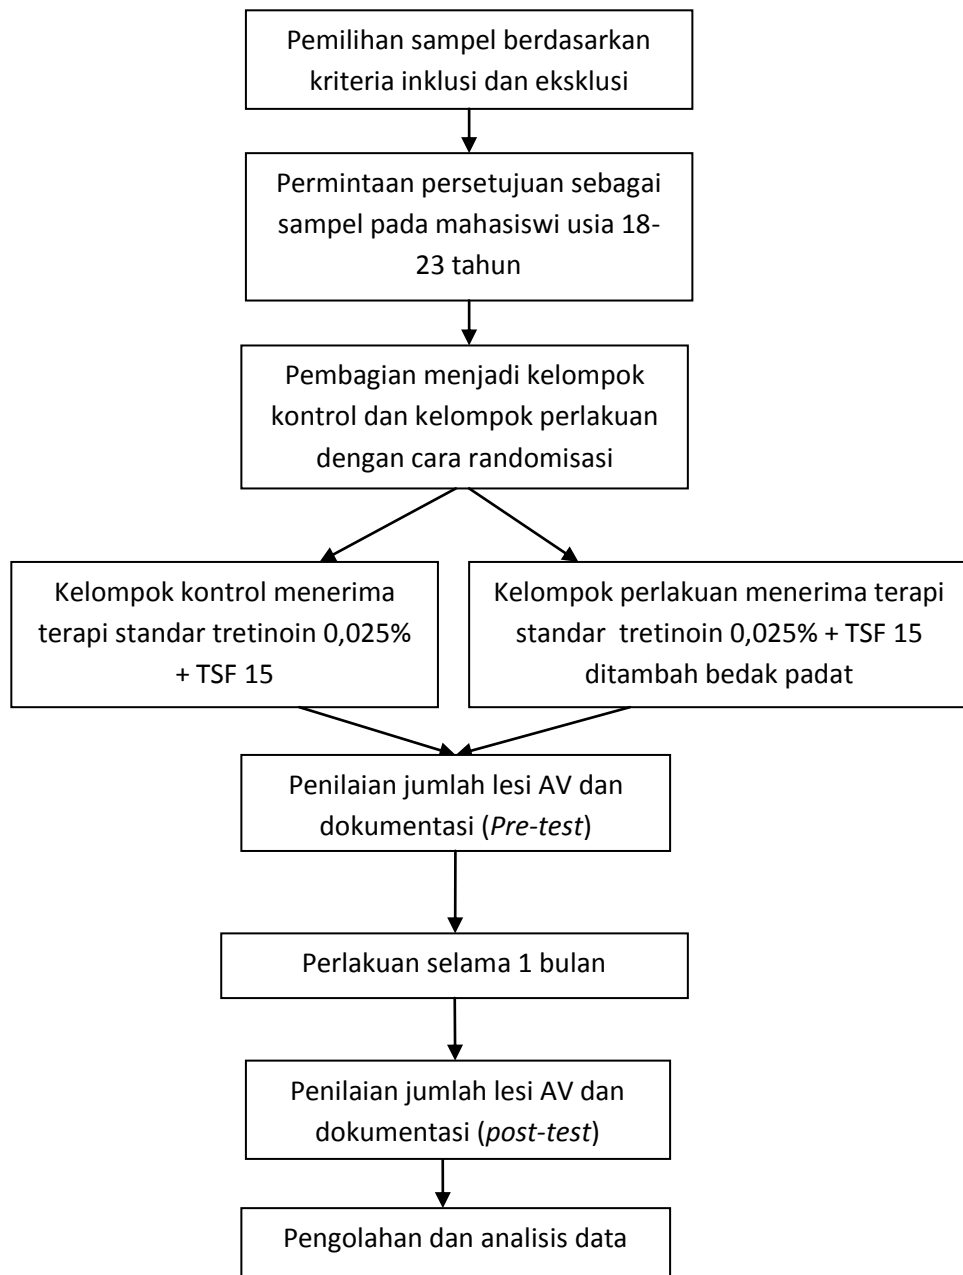 Pemilihan sampel berdasarkan
kriteria inklusi dan eksklusi
Permintaan persetujuan sebagai
sampel pada mahasiswi usia 18-
23 tahun
Pembagian menjadi kelompok
kontrol dan kelompok perlakuan
dengan cara randomisasi
Kelompok kontrol menerima
terapi standar tretinoin 0,025%
+ TSF 15
Kelompok perlakuan menerima terapi
standar tretinoin 0,025% + TSF 15
ditambah bedak padat
Penilaian jumlah lesi AV dan
dokumentasi (Pre-test)
Perlakuan selama 1 bulan
Penilaian jumlah lesi AV dan
dokumentasi (post-test)
Pengolahan dan analisis data